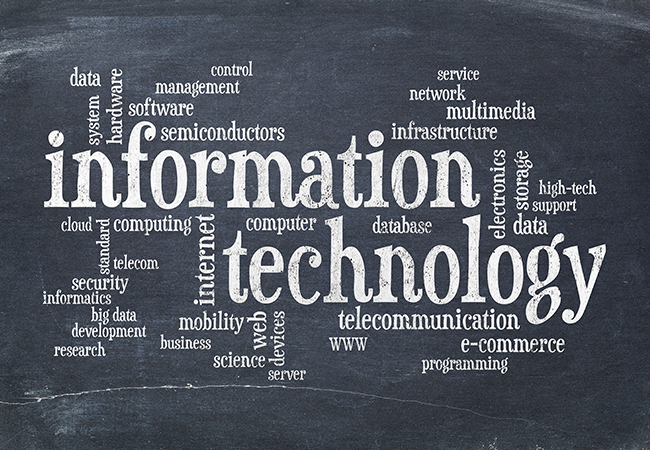 control
service
data
management
network
hardware
system
software
multimedia
semiconductors
infrastructure
information
electronics
storage
high-tech
support
cloud computing
internet
computer
database
data
standard
technology
telecom
security
informatics
big data
mobility
web
devices
telecommunication
development
business
www
e-commerce
research
science
programming
server